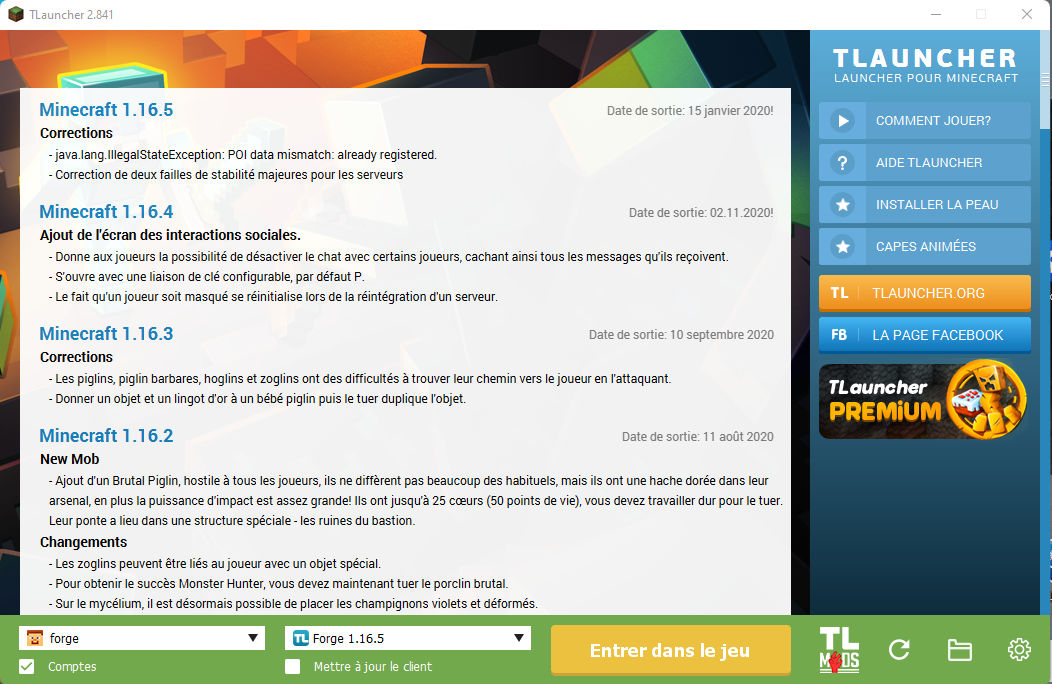 TLauncher 2.841
Minecraft 1.16.5 Date de sortie: 15 janvier 2020!
Corrections
- java.lang.IllegalStateException: POI data mismatch: already registered.
- Correction de deux failles de stabilité majeures pour les serveurs
Minecraft 1.16.4 Date de sortie: 02.11.2020!
Ajout de l'écran des interactions sociales.
- Donne aux joueurs la possibilité de désactiver le chat avec certains joueurs, cachant ainsi tous les messages qu'ils reçoivent.
- S'ouvre avec une liaison de clé configurable, par défaut P.
- Le fait qu'un joueur soit masqué se réinitialise lors de la réintégration d'un serveur.
Minecraft 1.16.3 Date de sortie: 10 septembre 2020
Corrections
- Les piglins, piglin barbares, hoglins et zoglins ont des difficultés à trouver leur chemin vers le joueur en l'attaquant.
- Donner un objet et un lingot d'or à un bébé piglin puis le tuer duplique l'objet.
Minecraft 1.16.2 Date de sortie: 11 août 2020
New Mob
- Ajout d'un Brutal Piglin, hostile à tous les joueurs, ils ne diffèrent pas beaucoup des habituels, mais ils ont une hache dorée dans leur
arsenal, en plus la puissance d'impact est assez grande! Ils ont jusqu'à 25 cœurs (50 points de vie), vous devez travailler dur pour le tuer.
Leur ponte a lieu dans une structure spéciale - les ruines du bastion.
Changements
- Les zoglins peuvent être liés au joueur avec un objet spécial.
- Pour obtenir le succès Monster Hunter, vous devez maintenant tuer le porclin brutal.
- Sur le mycélium, il est désormais possible de placer les champignons violets et déformés.
TLAUNCHER
LAUNCHER POUR MINECRAFT
COMMENT JOUER?
? AIDE TLAUNCHER
INSTALLER LA PEAU
CAPES ANIMÉES
TL TLAUNCHER.ORG
FB LA PAGE FACEBOOK
TLauncher
PREMIUM
forge
TL Forge 1.16.5
Entrer dans le jeu
TL
MODS
Comptes
Mettre à jour le client